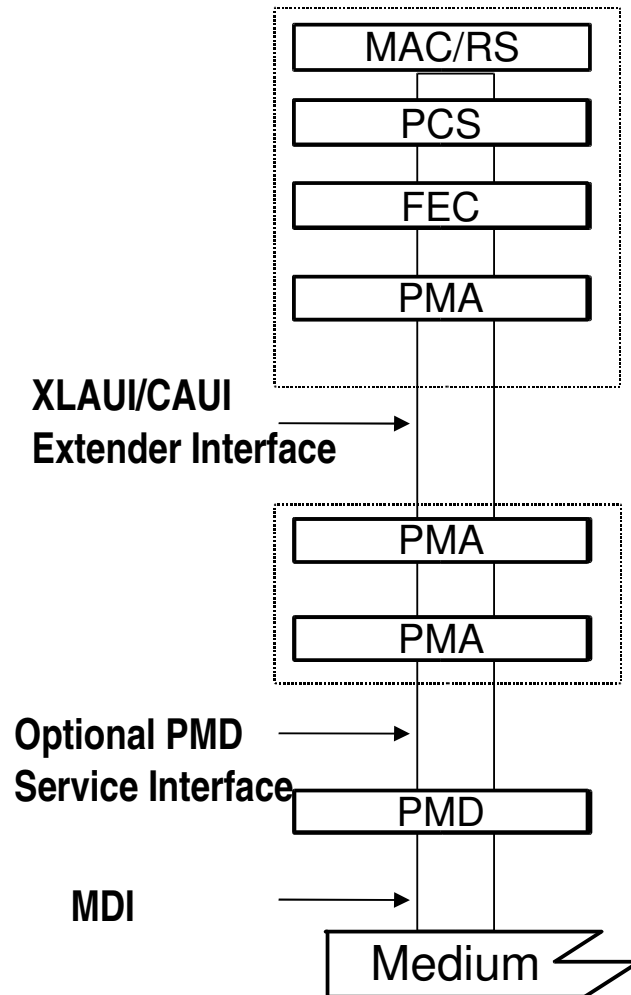 MAC/RS
PCS
FEC
PMA
XLAUI/CAUI
Extender Interface
PMA
PMA
Optional PMD
Service Interface
PMD
MDI
Medium